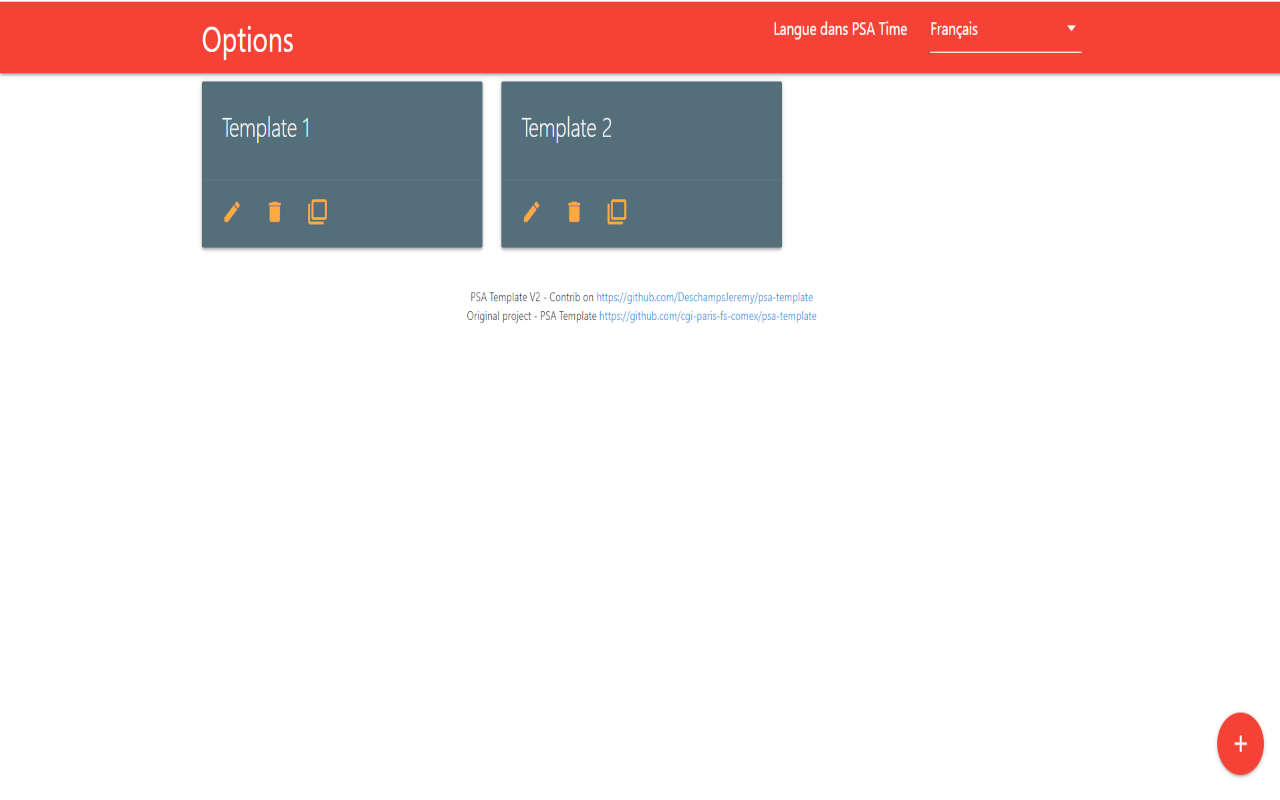 Options
Langue dans PSA Time
Français
Template 1
Template 2
PSA Template V2 - Contrib on https://github.com/DeschampsJeremy/psa-template
Original project - PSA Template https://github.com/cgi-paris-fs-comex/psa-template